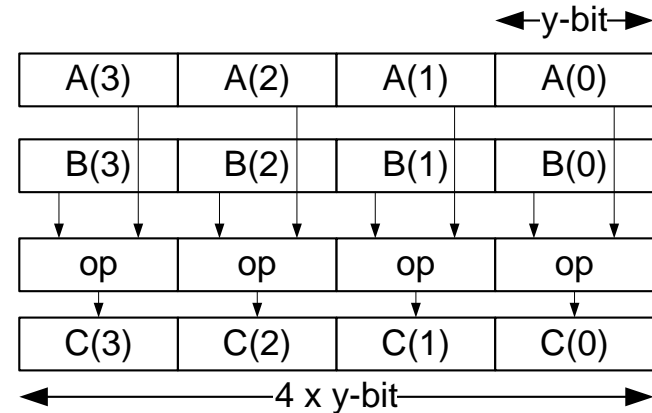 y-bit
A(3) A(2) A(1) A(0)
B(3) B(2) B(1) B(0)
op op op op
C(3) C(2) C(1) C(0)
4 x y-bit